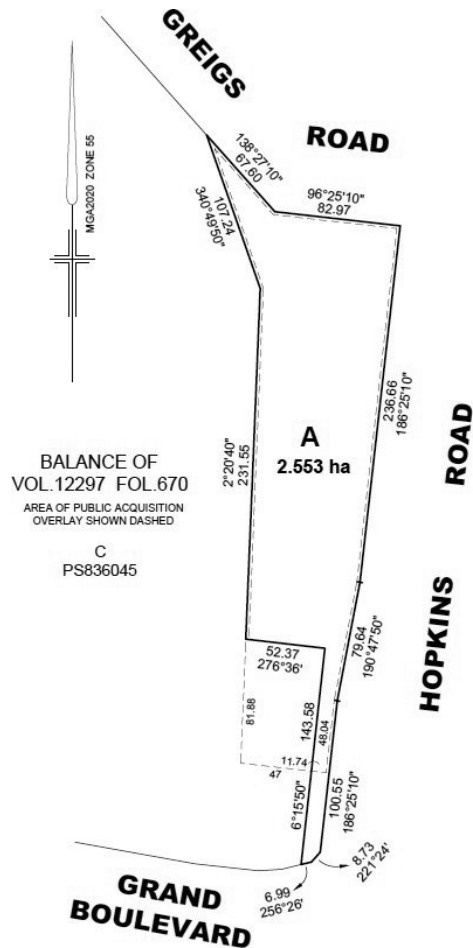 GREIGS
ROAD
MGA2020 ZONE 55
138°27'10"
67.60
96°25'10"
82.97
107.24
340°49'50"
236.66
186°25'10"
A
2.553 ha
ROAD
2°20'40"
231.55
BALANCE OF
VOL.12297 FOL.670
AREA OF PUBLIC ACQUISITION
OVERLAY SHOWN DASHED
C
PS836045
HOPKINS
79.64
190°47'50"
52.37
276°36'
81.88
143.58
6°15'50"
48.04
11.74
47
100.55
186°25'10"
8.73
221°24'
6.99
256°26'
GRAND
BOULEVARD